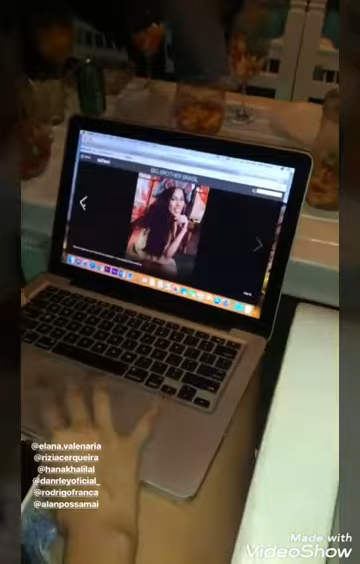 BIG BROTHER BRASIL
@elana.valenaria
@riziacerqueira
@hanakhalilal
@danrleyoficial_
@rodrigofranca
@alanpossamai
Made with
VideoShow